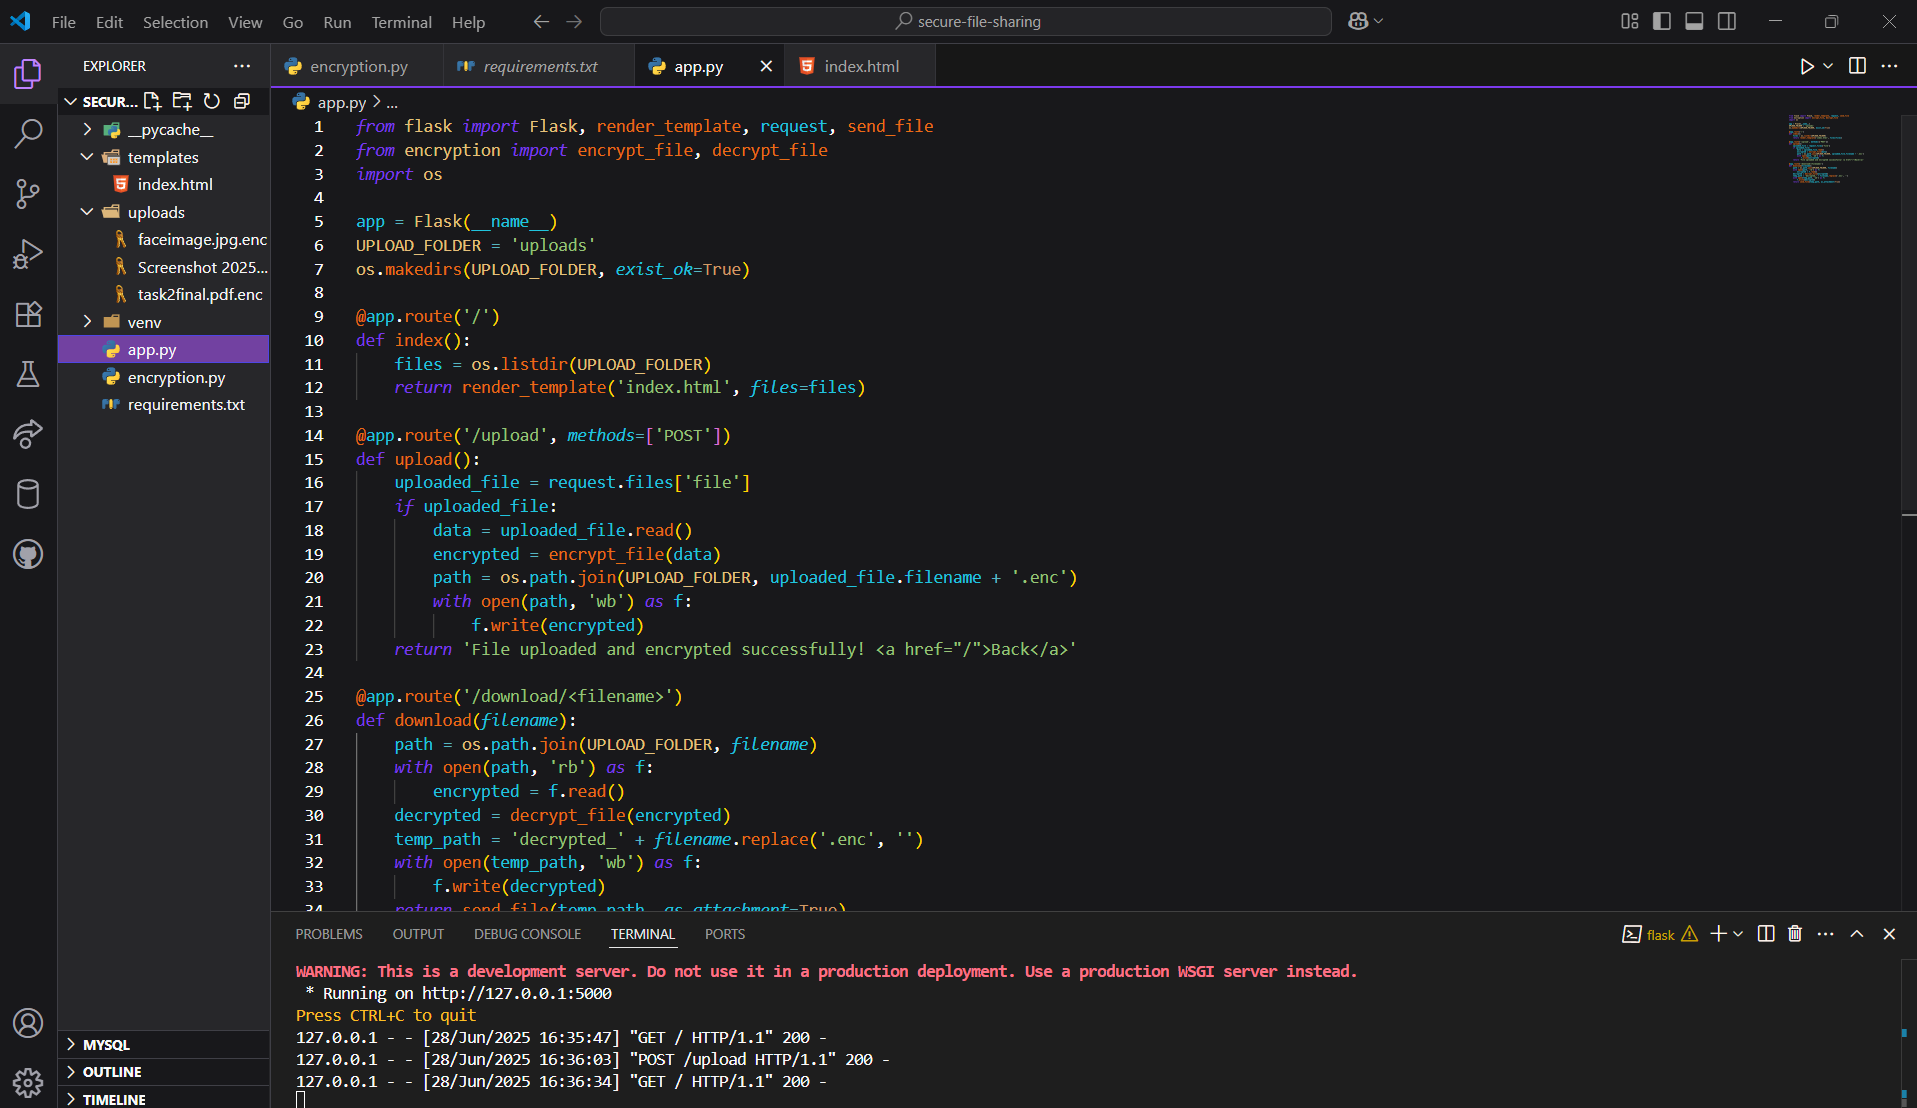 File Edit Selection View Go Run Terminal Help
secure-file-sharing
EXPLORER
SECUR...
__pycache__
templates
index.html
uploads
faceimage.jpg.enc
Screenshot 2025...
task2final.pdf.enc
venv
app.py
encryption.py
requirements.txt
MYSQL
OUTLINE
TIMELINE
encryption.py requirements.txt app.py index.html
app.py > ...
1 from flask import Flask, render_template, request, send_file
2 from encryption import encrypt_file, decrypt_file
3 import os
4
5 app = Flask(__name__)
6 UPLOAD_FOLDER = 'uploads'
7 os.makedirs(UPLOAD_FOLDER, exist_ok=True)
8
9 @app.route('/')
10 def index():
11     files = os.listdir(UPLOAD_FOLDER)
12     return render_template('index.html', files=files)
13
14 @app.route('/upload', methods=['POST'])
15 def upload():
16     uploaded_file = request.files['file']
17     if uploaded_file:
18         data = uploaded_file.read()
19         encrypted = encrypt_file(data)
20         path = os.path.join(UPLOAD_FOLDER, uploaded_file.filename + '.enc')
21         with open(path, 'wb') as f:
22             f.write(encrypted)
23     return 'File uploaded and encrypted successfully! <a href="/">Back</a>'
24
25 @app.route('/download/<filename>')
26 def download(filename):
27     path = os.path.join(UPLOAD_FOLDER, filename)
28     with open(path, 'rb') as f:
29         encrypted = f.read()
30     decrypted = decrypt_file(encrypted)
31     temp_path = 'decrypted_' + filename.replace('.enc', '')
32     with open(temp_path, 'wb') as f:
33         f.write(decrypted)
34     return send_file(temp_path, as_attachment=True)
PROBLEMS OUTPUT DEBUG CONSOLE TERMINAL PORTS
flask
WARNING: This is a development server. Do not use it in a production deployment. Use a production WSGI server instead.
 * Running on http://127.0.0.1:5000
Press CTRL+C to quit
127.0.0.1 - - [28/Jun/2025 16:35:47] "GET / HTTP/1.1" 200 -
127.0.0.1 - - [28/Jun/2025 16:36:03] "POST /upload HTTP/1.1" 200 -
127.0.0.1 - - [28/Jun/2025 16:36:34] "GET / HTTP/1.1" 200 -